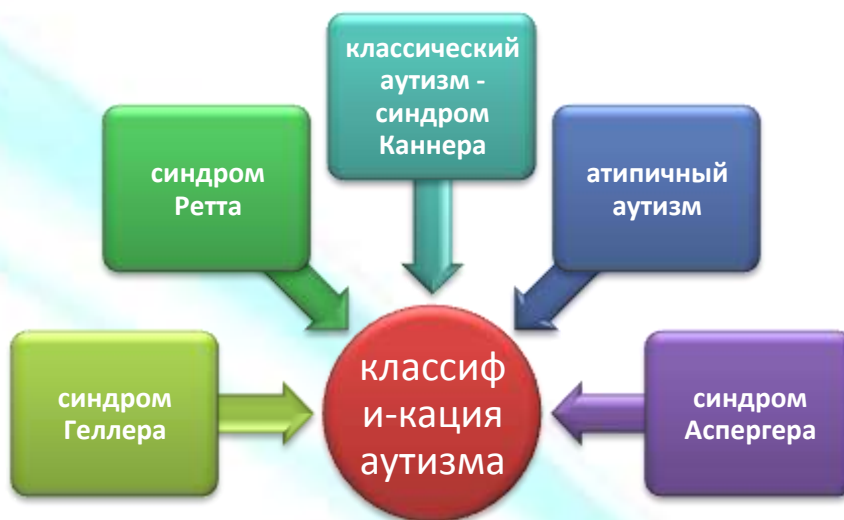 классический
аутизм -
синдром
Каннера
синдром
Ретта
атипичный
аутизм
синдром
Геллера
классиф
и-кация
аутизма
синдром
Аспергера